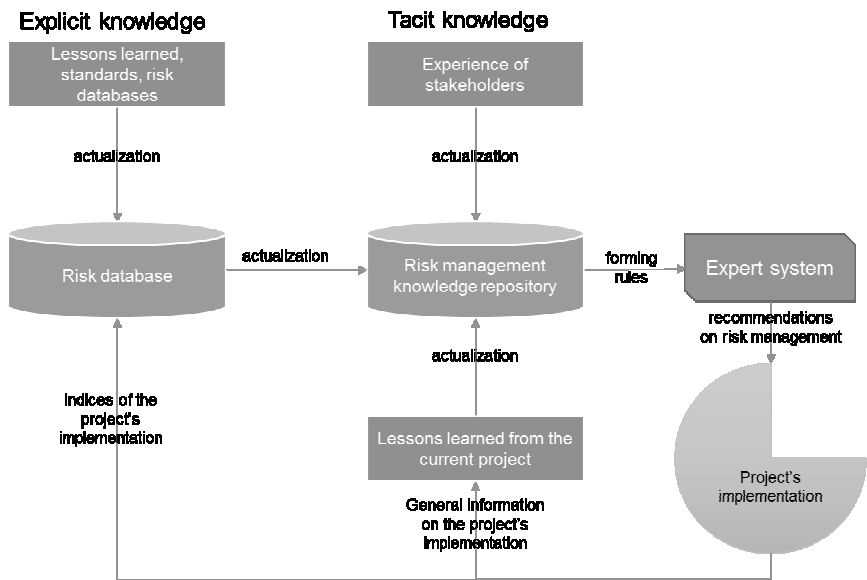 Explicit knowledge
Tacit knowledge
Lessons learned,
standards, risk
databases
Experience of
stakeholders
actualization
actualization
Risk database
actualization
Risk management
knowledge repository
forming
rules
Expert system
recommendations
on risk management
actualization
Indices of the
project's
implementation
Lessons learned from the
current project
Project's
implementation
General information
on the project's
implementation